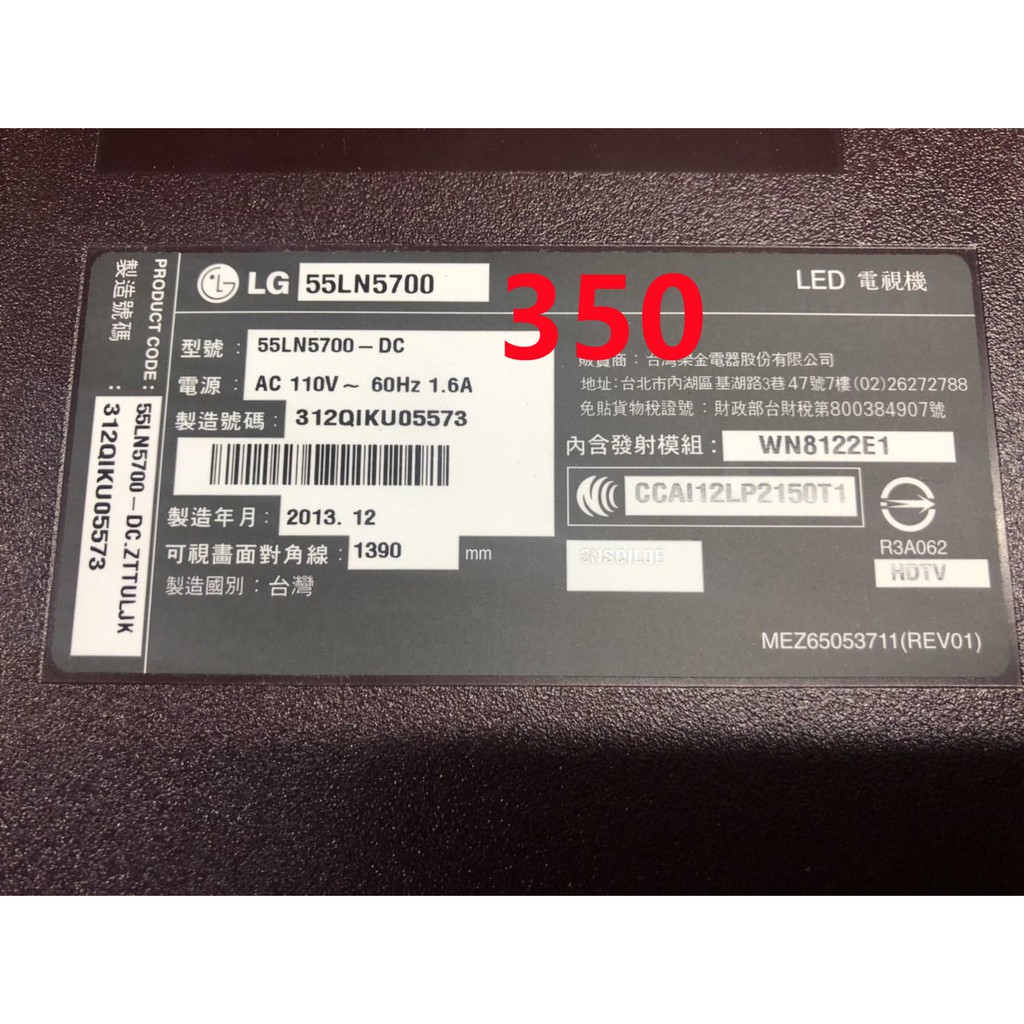 LG 55LN5700
350
LED 電視機
型號： 55LN5700-DC
電源： AC 110V～ 60Hz 1.6A
製造號碼： 312QIKU05573
製造年月： 2013. 12
可視畫面對角線： 1390 mm
製造國別：台灣
販賣商：台灣樂金電器股份有限公司
地址：台北市內湖區基湖路3巷47號7樓 (02)26272788
免貼貨物稅證號：財政部台財稅第800384907號
內含發射模組： WN8122E1
CCAI12LP2150T1
R3A062
HDTV
MEZ65053711(REV01)
PRODUCT CODE：
製造號碼 ：
55LN5700-DC.ZTTULJK
312QIKU05573